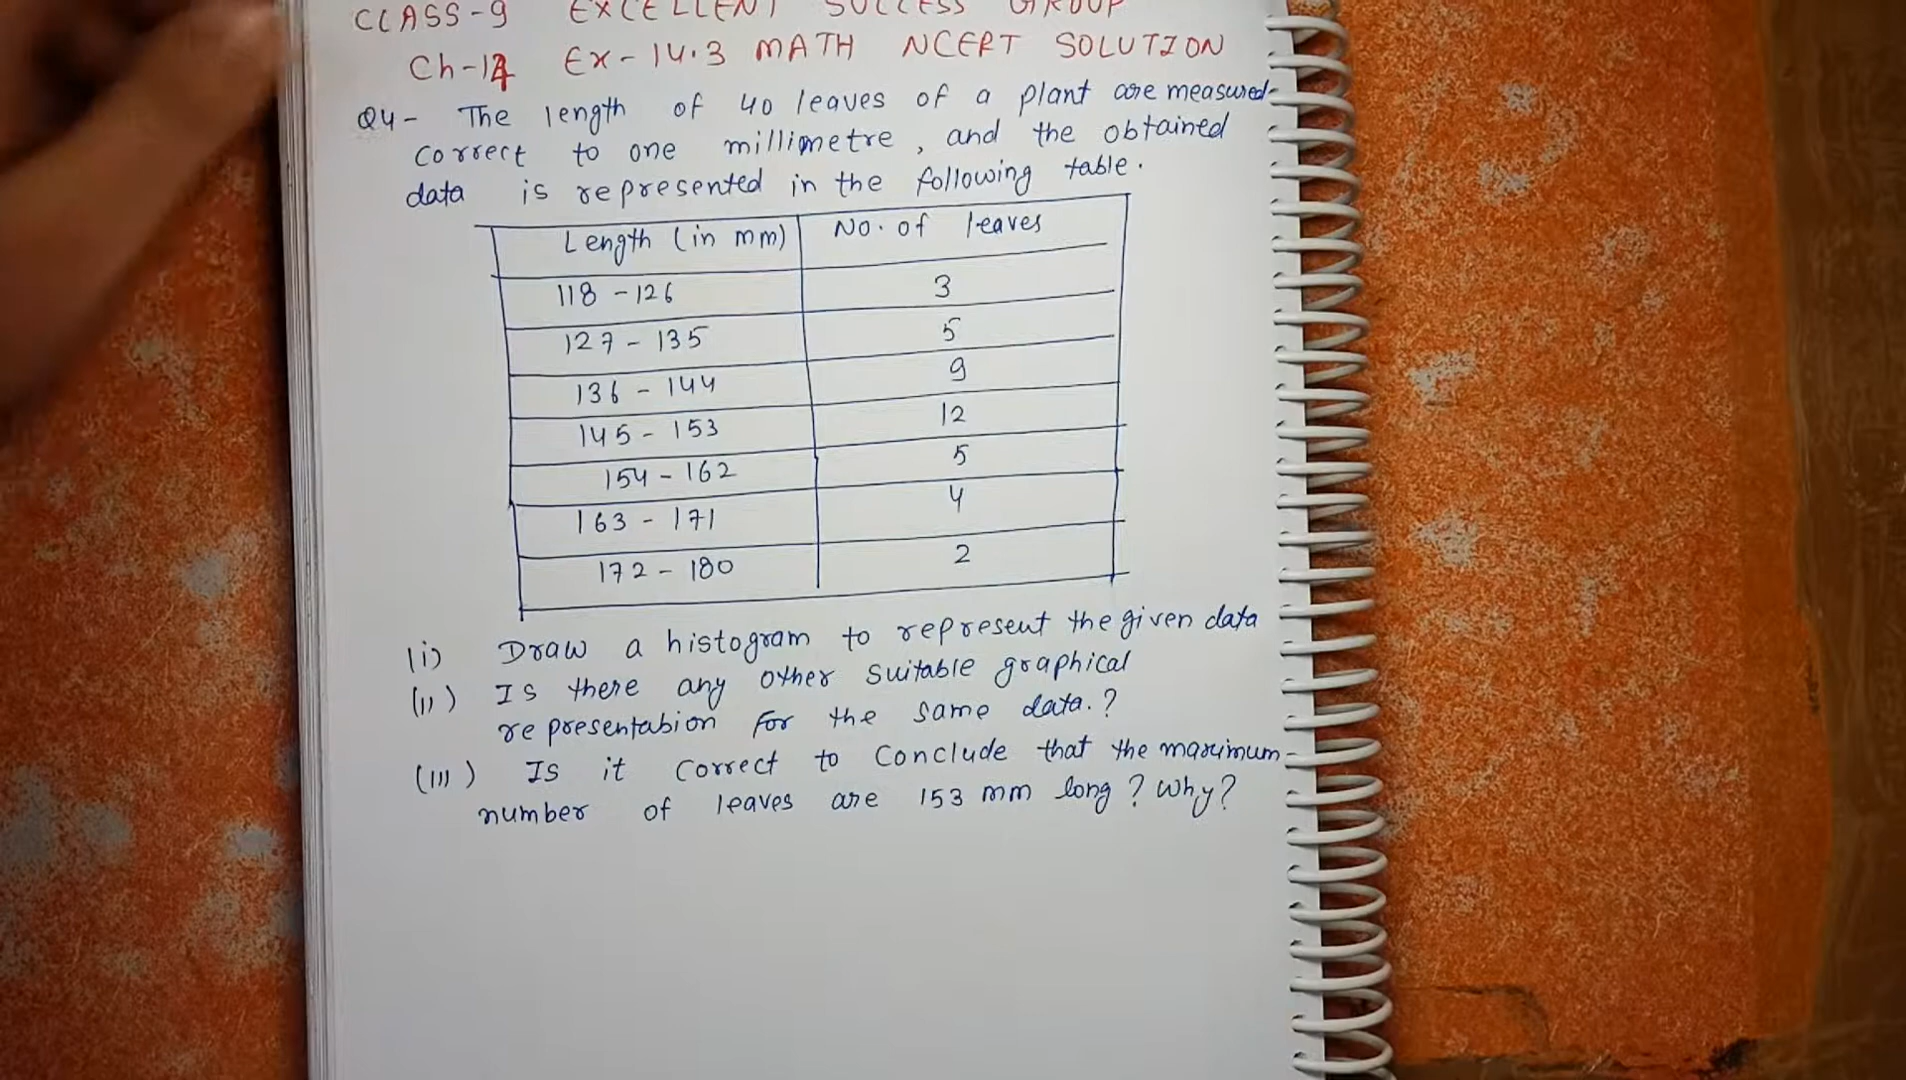 CLASS-9 EXCELLENT SUCCESS GROUP
Ch-14 Ex-14.3 MATH NCERT SOLUTION
Q4- The length of 40 leaves of a plant are measured
correct to one millimetre, and the obtained
data is represented in the following table.
Length (in mm) No. of leaves
118 - 126 3
127 - 135 5
136 - 144 9
145 - 153 12
154 - 162 5
163 - 171 4
172 - 180 2
(i) Draw a histogram to represent the given data
(ii) Is there any other suitable graphical
representation for the same data.?
(iii) Is it correct to conclude that the maximum
number of leaves are 153 mm long? Why?